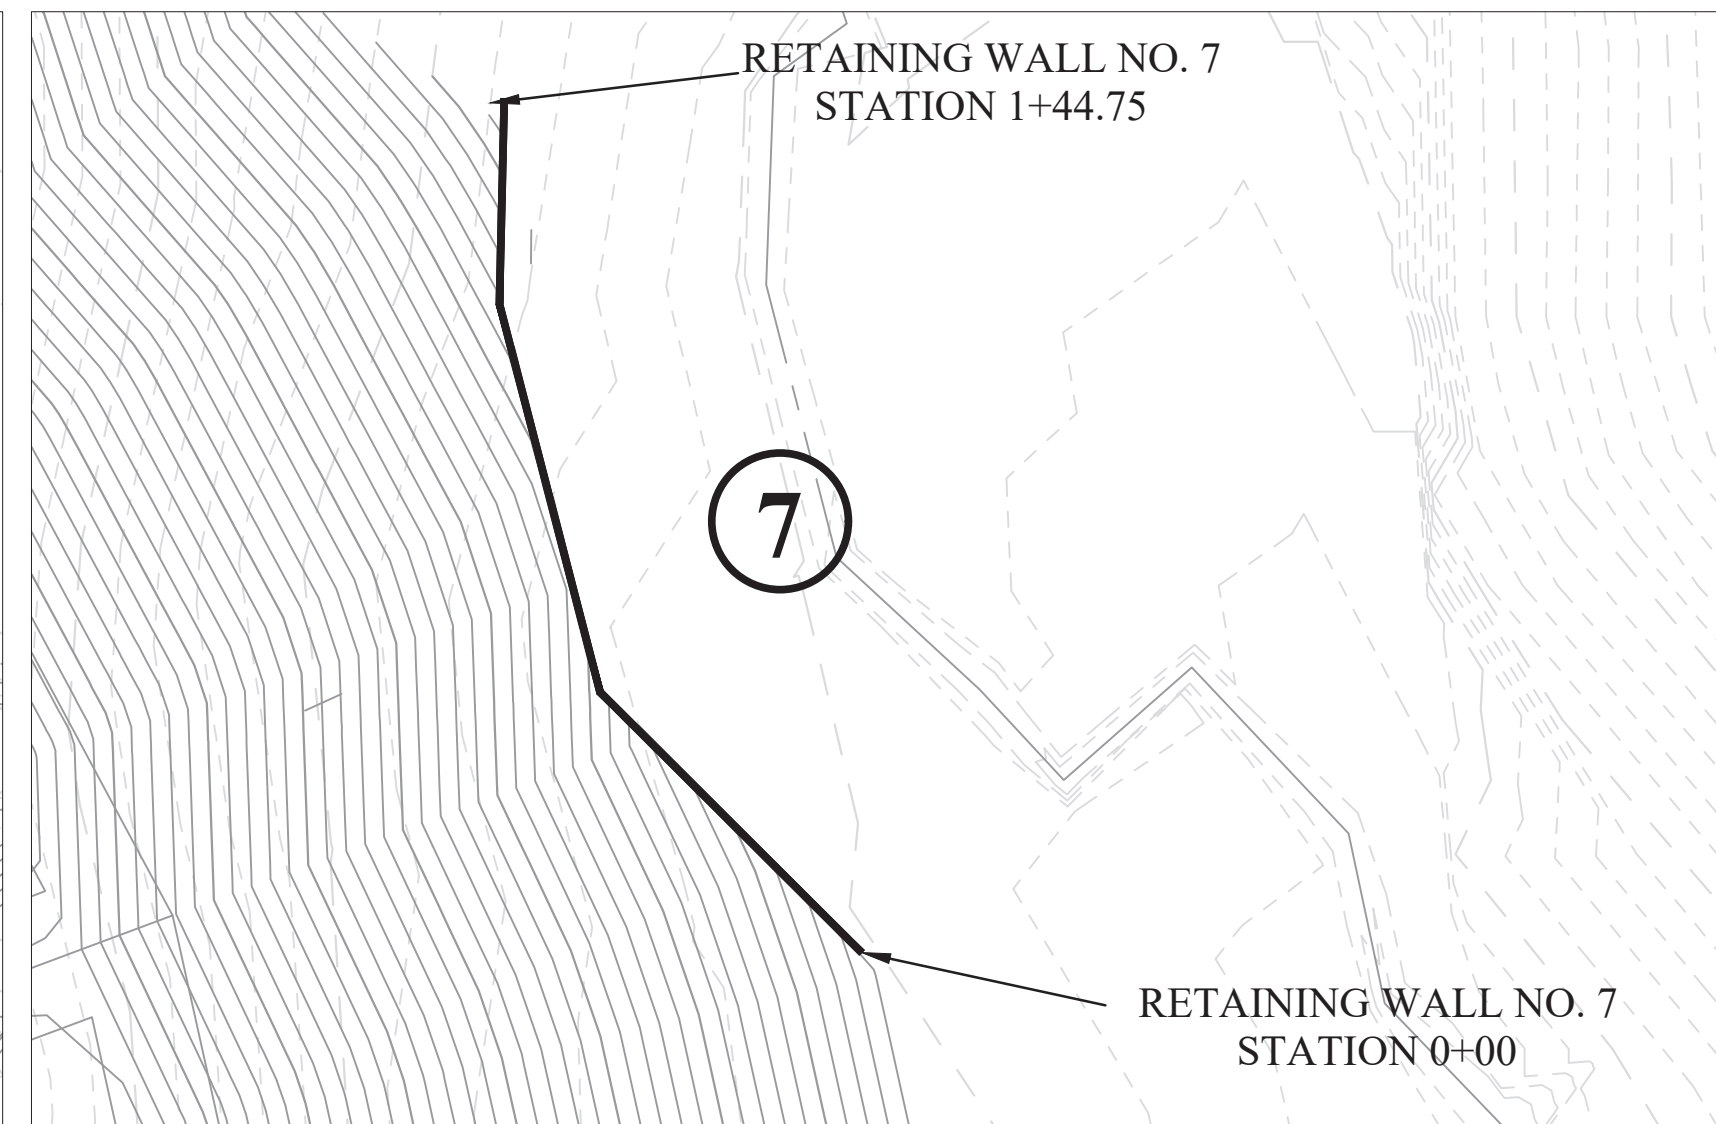 RETAINING WALL NO. 7
STATION 1+44.75
7
RETAINING WALL NO. 7
STATION 0+00